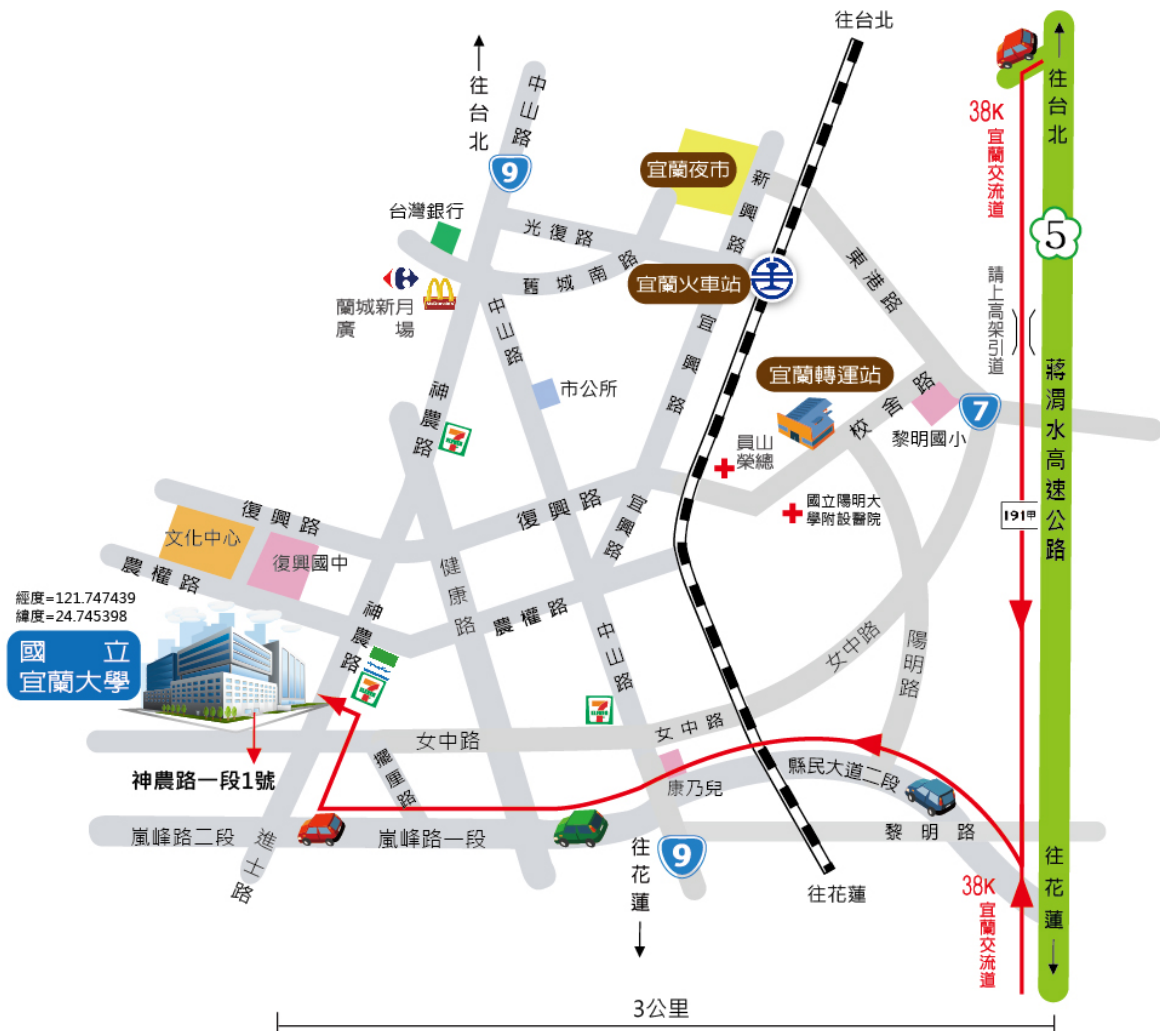 往台北
往台北
中山路
9
38K
宜蘭交流道
往台北
宜蘭夜市
新興路
台灣銀行
光復路
舊城南路
東港路
5
宜蘭火車站
請上高架引道
蘭城新月
廣場
McDonald's
中山路
宜興路
蔣渭水高速公路
神農路
市公所
宜蘭轉運站
校舍路
7
黎明國小
7
ELEVEN
員山
榮總
國立陽明大
學附設醫院
191甲
復興路
復興路
宜興路
文化中心
復興國中
農權路
健康路
農權路
經度=121.747439
緯度=24.745398
國立
宜蘭大學
神農路
中山路
女中路
陽明路
7
ELEVEN
7
ELEVEN
女中路
女中路
擺厘路
神農路一段1號
康乃兒
縣民大道二段
嵐峰路二段
進士路
嵐峰路一段
黎明路
往花蓮
9
往花蓮
38K
宜蘭交流道
往花蓮
3公里